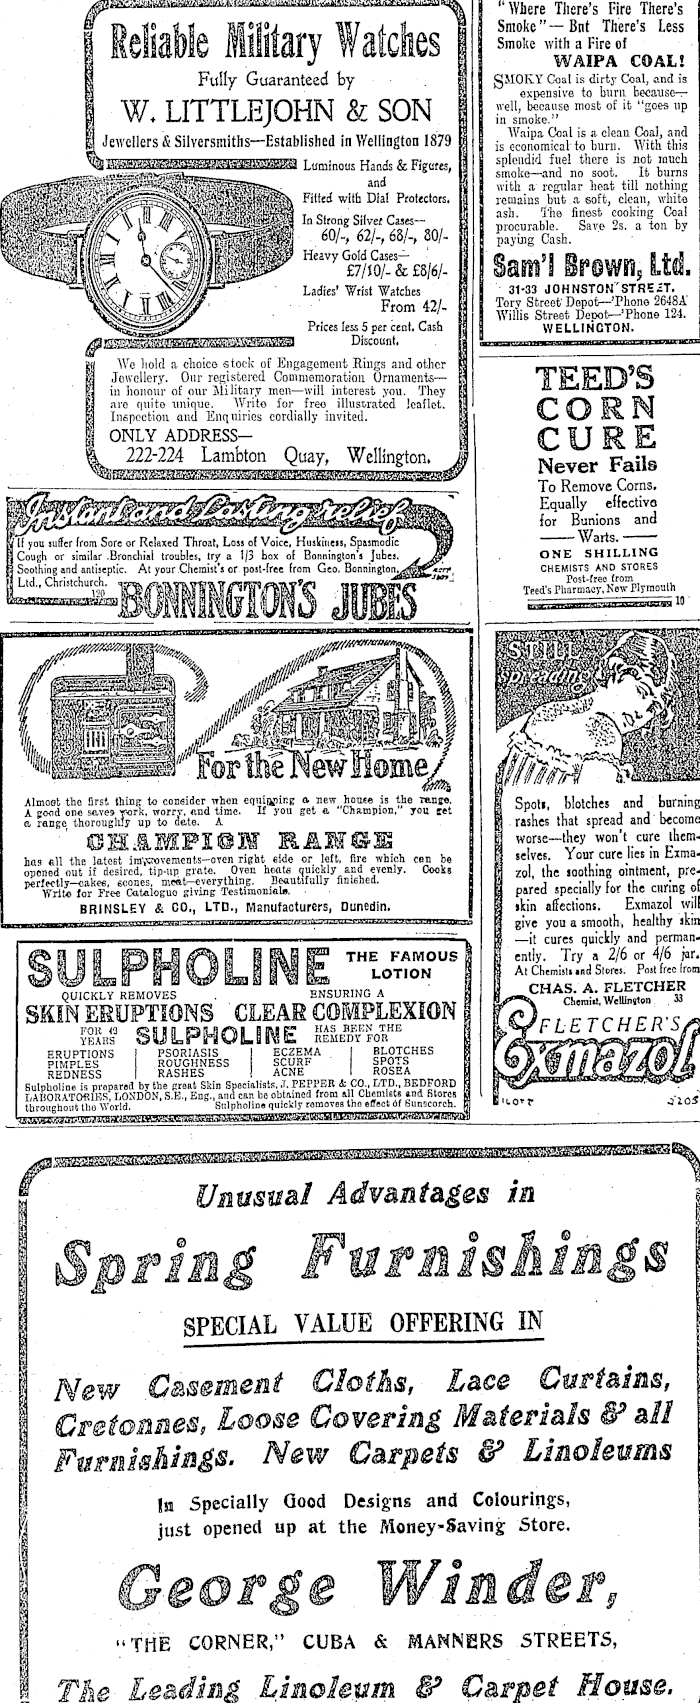 Reliable Military Watches
Fully Guaranteed by
W. LITTLEJOHN & SON
Jewellers & Silversmiths—Established in Wellington 1879
Luminous Hands & Figures,
and
Fitted with Dial Protectors.
In Strong Silver Cases—
60/-, 62/-, 68/-, 80/-
Heavy Gold Cases—
£7/10/- & £8/6/-
Ladies' Wrist Watches
From 42/-
Prices less 5 per cent. Cash
Discount.
We hold a choice stock of Engagement Rings and other
Jewellery. Our registered Commemoration Ornaments—
in honour of our Military men—will interest you. They
are quite unique. Write for free illustrated leaflet.
Inspection and Enquiries cordially invited.
ONLY ADDRESS—
222-224 Lambton Quay, Wellington.
Instant and Lasting relief
If you suffer from Sore or Relaxed Throat, Loss of Voice, Huskiness, Spasmodic
Cough or similar Bronchial troubles, try a 1/3 box of Bonnington's Jubes.
Soothing and antiseptic. At your Chemist's or post-free from Geo. Bonnington,
Ltd., Christchurch.
120
BONNINGTON'S JUBES
For the New Home
Almost the first thing to consider when equipping a new house is the range.
A good one saves work, worry, and time. If you get a "Champion," you get
a range thoroughly up to date. A
CHAMPION RANGE
has all the latest improvements—oven right side or left, fire which can be
opened out if desired, tip-up grate. Oven heats quickly and evenly. Cooks
perfectly—cakes, scones, meat—everything. Beautifully finished.
Write for Free Catalogue giving Testimonials.
BRINSLEY & CO., LTD., Manufacturers, Dunedin.
SULPHOLINE THE FAMOUS
LOTION
QUICKLY REMOVES ENSURING A
SKIN ERUPTIONS CLEAR COMPLEXION
FOR 49
YEARS SULPHOLINE HAS BEEN THE
REMEDY FOR
ERUPTIONS PSORIASIS ECZEMA BLOTCHES
PIMPLES ROUGHNESS SCURF SPOTS
REDNESS RASHES ACNE ROSEA
Sulpholine is prepared by the great Skin Specialists, J. PEPPER & CO., LTD., BEDFORD
LABORATORIES, LONDON, S.E., Eng., and can be obtained from all Chemists and Stores
throughout the World. Sulpholine quickly removes the effect of Sunscorch.
"Where There's Fire There's
Smoke"—But There's Less
Smoke with a Fire of
WAIPA COAL!
SMOKY Coal is dirty Coal, and is
expensive to burn because—
well, because most of it "goes up
in smoke."
Waipa Coal is a clean Coal, and
is economical to burn. With this
splendid fuel there is not much
smoke—and no soot. It burns
with a regular heat till nothing
remains but a soft, clean, white
ash. The finest cooking Coal
procurable. Save 2s. a ton by
paying Cash.
Sam'l Brown, Ltd.
31-33 JOHNSTON STREET.
Tory Street Depot—'Phone 2648A
Willis Street Depot—'Phone 124.
WELLINGTON.
TEED'S
CORN
CURE
Never Fails
To Remove Corns.
Equally effective
for Bunions and
Warts.
ONE SHILLING
CHEMISTS AND STORES
Post-free from
Teed's Pharmacy, New Plymouth
10
STILL
spreading
Spots, blotches and burning
rashes that spread and become
worse—they won't cure them-
selves. Your cure lies in Exma-
zol, the soothing ointment, pre-
pared specially for the curing of
skin affections. Exmazol will
give you a smooth, healthy skin
—it cures quickly and perman-
ently. Try a 2/6 or 4/6 jar.
At Chemists and Stores. Post free from
CHAS. A. FLETCHER
Chemist, Wellington 33
FLETCHER'S
Exmazol
Unusual Advantages in
Spring Furnishings
SPECIAL VALUE OFFERING IN
New Casement Cloths, Lace Curtains,
Cretonnes, Loose Covering Materials & all
Furnishings. New Carpets & Linoleums
In Specially Good Designs and Colourings,
just opened up at the Money-Saving Store.
George Winder,
"THE CORNER," CUBA & MANNERS STREETS,
The Leading Linoleum & Carpet House.